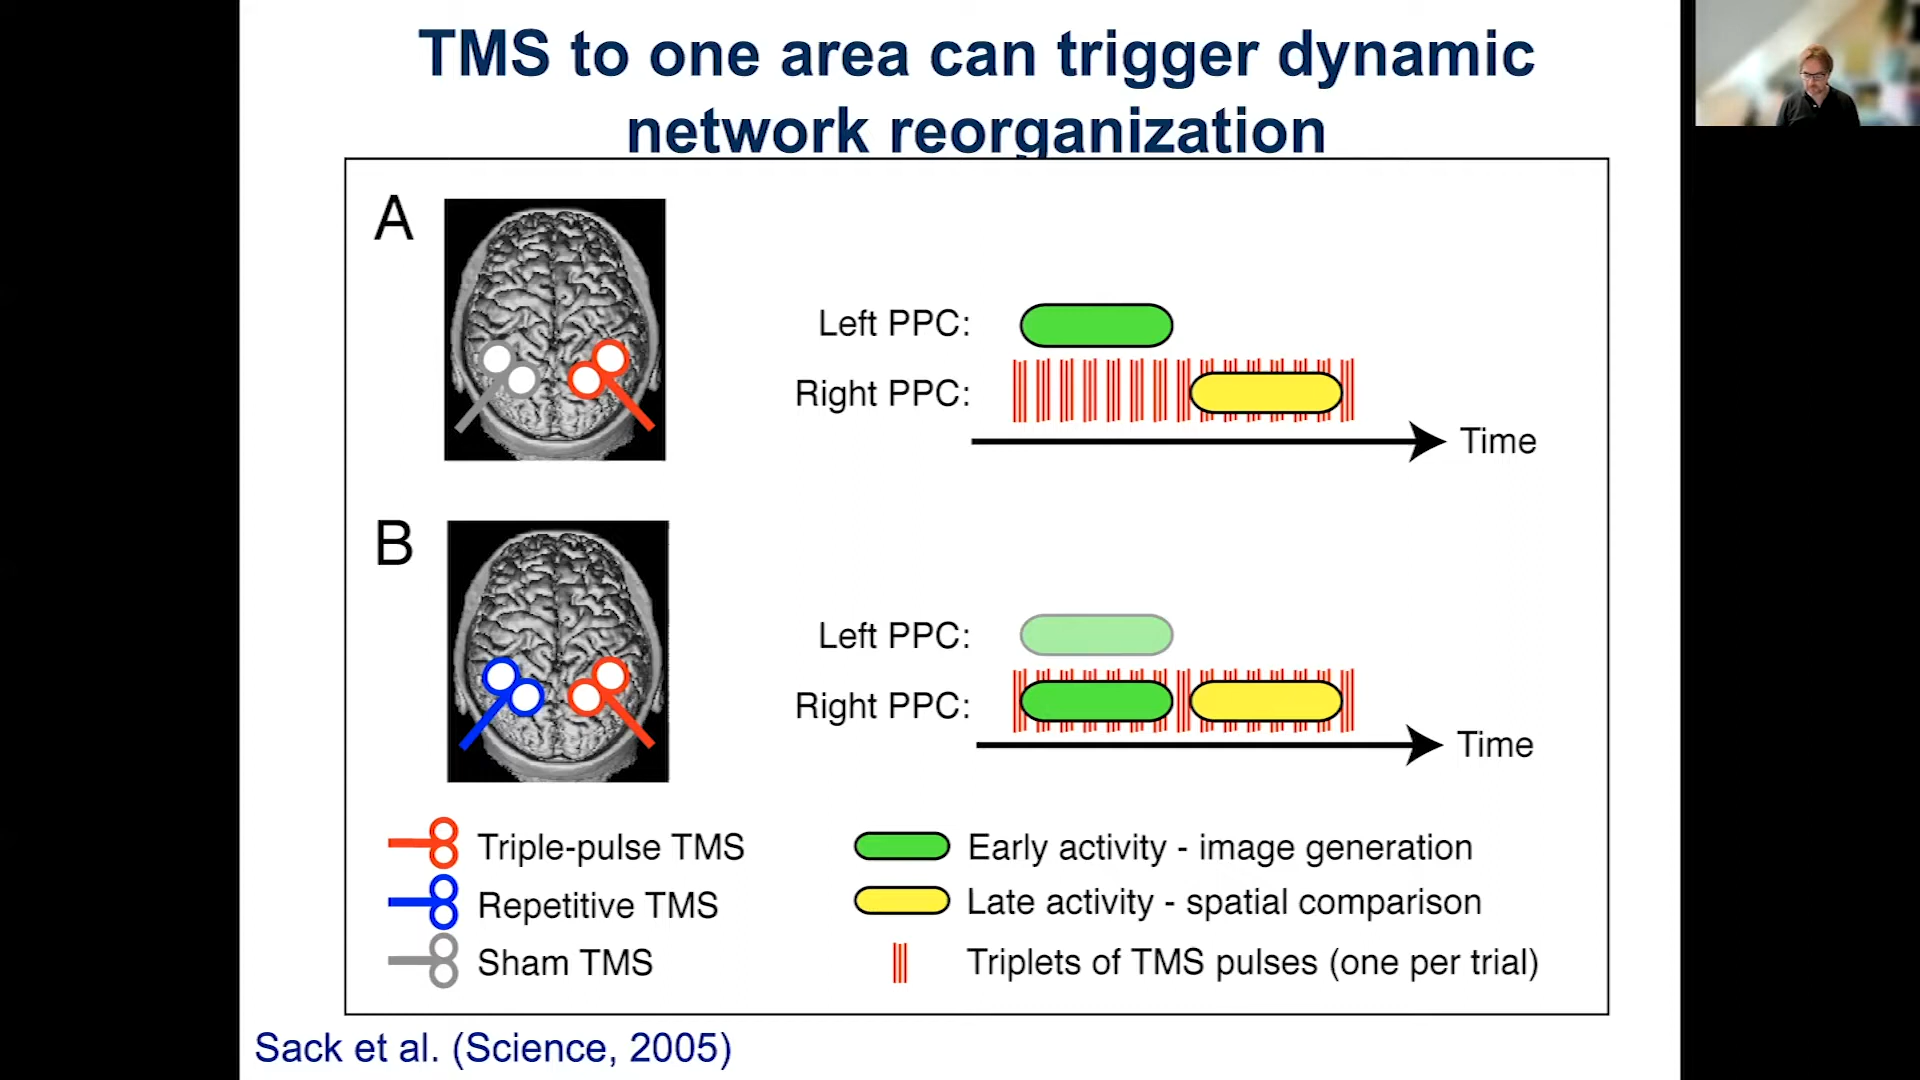 TMS to one area can trigger dynamic
network reorganization
A
Left PPC:
Right PPC:
Time
B
Left PPC:
Right PPC:
Time
Triple-pulse TMS
Repetitive TMS
Sham TMS
Early activity - image generation
Late activity - spatial comparison
Triplets of TMS pulses (one per trial)
Sack et al. (Science, 2005)